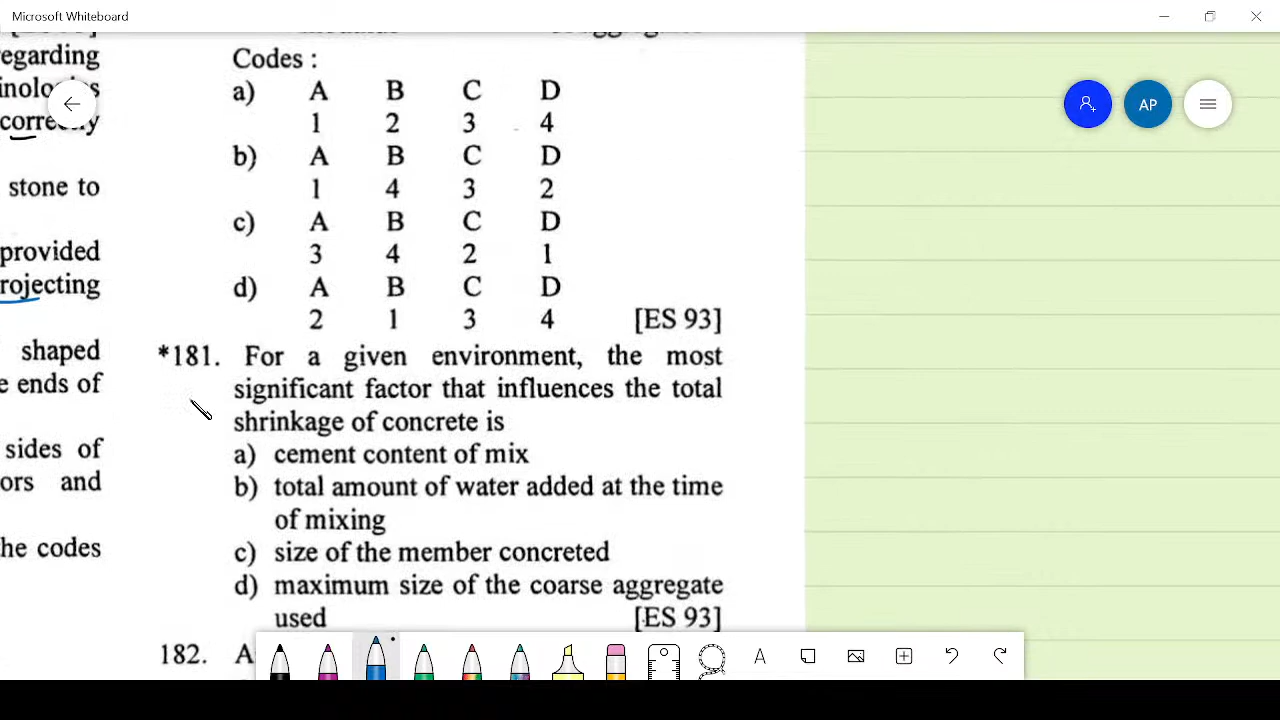 Microsoft Whiteboard
regarding
correctly
stone to
provided
rojecting
shaped
e ends of
sides of
ors and
he codes
AP
Codes :
a) A B C D
1 2 3 4
b) A B C D
1 4 3 2
c) A B C D
3 4 2 1
d) A B C D
2 1 3 4 [ES 93]
*181. For a given environment, the most
significant factor that influences the total
shrinkage of concrete is
a) cement content of mix
b) total amount of water added at the time
of mixing
c) size of the member concreted
d) maximum size of the coarse aggregate
used [ES 93]
182. A